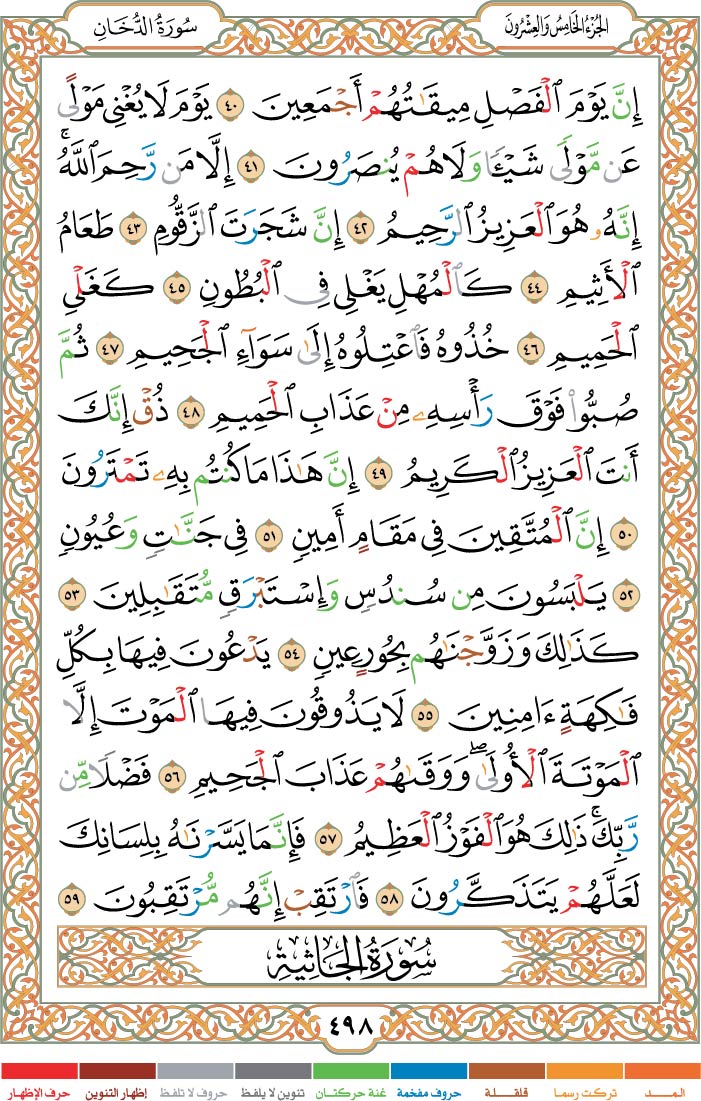 الجُزْءُ الخَامِسُ وَالعِشْرُونَ
سُورَةُ الدُّخَانِ
إِنَّ يَوْمَ ٱلْفَصْلِ مِيقَـٰتُهُمْ أَجْمَعِينَ ٤٠ يَوْمَ لَا يُغْنِى مَوْلًى
عَن مَّوْلًى شَيْـًٔا وَلَا هُمْ يُنصَرُونَ ٤١ إِلَّا مَن رَّحِمَ ٱللَّهُ ۚ
إِنَّهُۥ هُوَ ٱلْعَزِيزُ ٱلرَّحِيمُ ٤٢ إِنَّ شَجَرَتَ ٱلزَّقُّومِ ٤٣ طَعَامُ
ٱلْأَثِيمِ ٤٤ كَٱلْمُهْلِ يَغْلِى فِى ٱلْبُطُونِ ٤٥ كَغَلْىِ
ٱلْحَمِيمِ ٤٦ خُذُوهُ فَٱعْتِلُوهُ إِلَىٰ سَوَآءِ ٱلْجَحِيمِ ٤٧ ثُمَّ
صُبُّوا۟ فَوْقَ رَأْسِهِۦ مِنْ عَذَابِ ٱلْحَمِيمِ ٤٨ ذُقْ إِنَّكَ
أَنتَ ٱلْعَزِيزُ ٱلْكَرِيمُ ٤٩ إِنَّ هَـٰذَا مَا كُنتُم بِهِۦ تَمْتَرُونَ
٥٠ إِنَّ ٱلْمُتَّقِينَ فِى مَقَامٍ أَمِينٍ ٥١ فِى جَنَّـٰتٍ وَعُيُونٍ
٥٢ يَلْبَسُونَ مِن سُندُسٍ وَإِسْتَبْرَقٍ مُّتَقَـٰبِلِينَ ٥٣
كَذَٰلِكَ وَزَوَّجْنَـٰهُم بِحُورٍ عِينٍ ٥٤ يَدْعُونَ فِيهَا بِكُلِّ
فَـٰكِهَةٍ ءَامِنِينَ ٥٥ لَا يَذُوقُونَ فِيهَا ٱلْمَوْتَ إِلَّا
ٱلْمَوْتَةَ ٱلْأُولَىٰ ۖ وَوَقَىٰهُمْ عَذَابَ ٱلْجَحِيمِ ٥٦ فَضْلًا مِّن
رَّبِّكَ ۚ ذَٰلِكَ هُوَ ٱلْفَوْزُ ٱلْعَظِيمُ ٥٧ فَإِنَّمَا يَسَّرْنَـٰهُ بِلِسَانِكَ
لَعَلَّهُمْ يَتَذَكَّرُونَ ٥٨ فَٱرْتَقِبْ إِنَّهُم مُّرْتَقِبُونَ ٥٩
سُورَةُ الجَاثِيَةِ
٤٩٨
المـــد تركت رسما قلقـلة حروف مفخمة غنة حركتان تنوين لا يلفظ حروف لا تلفظ إظهار التنوين حرف الإظهار